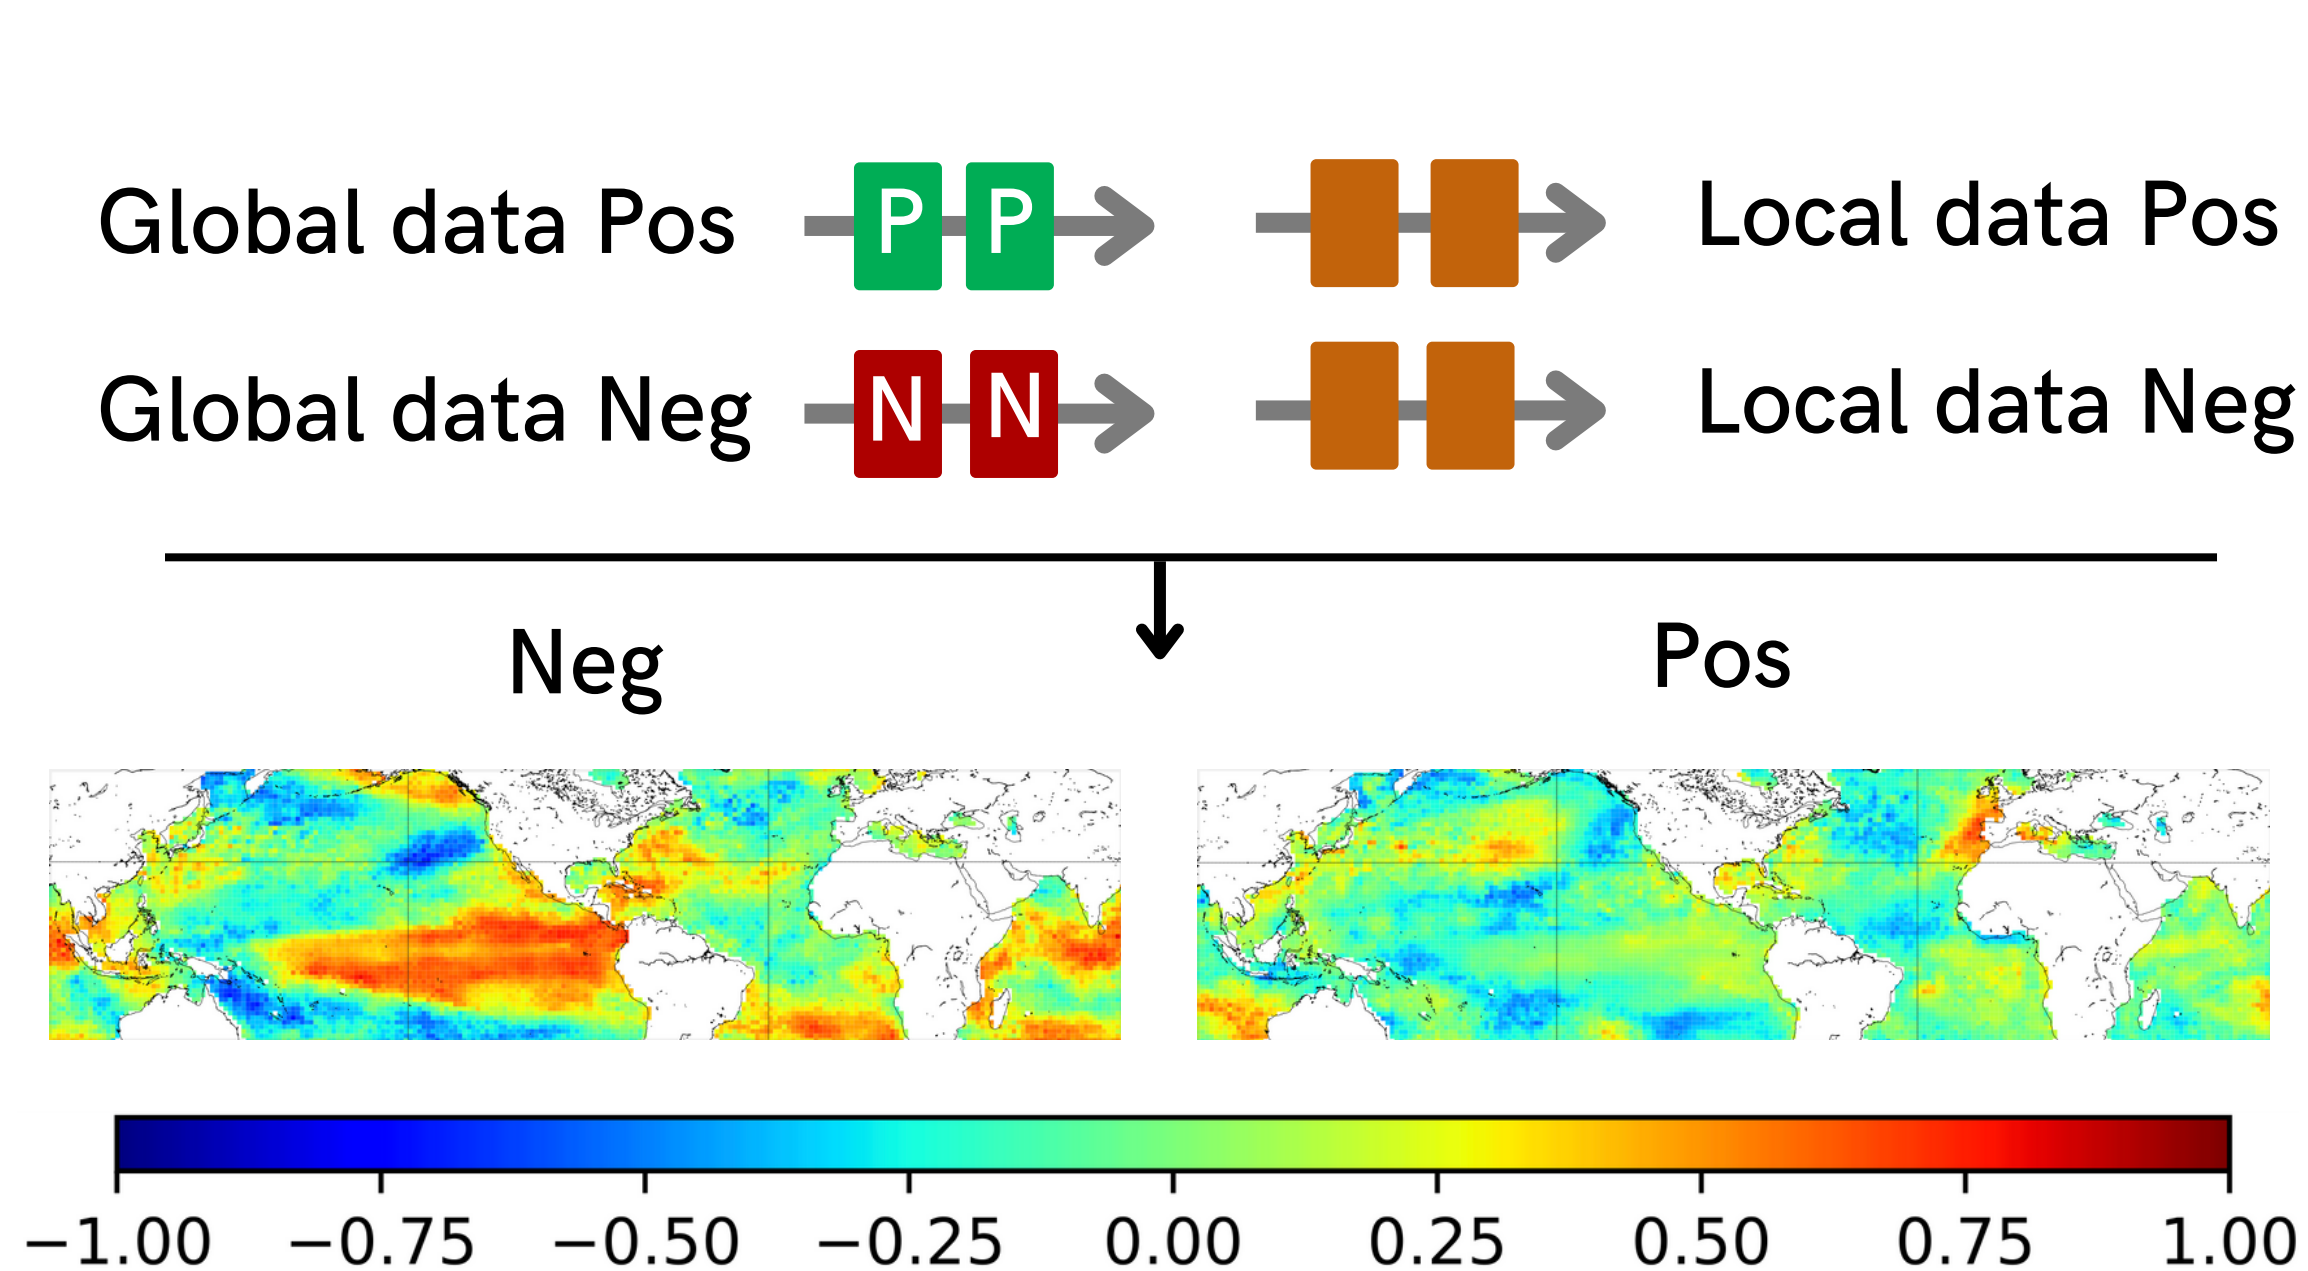 Global data Pos P P Local data Pos
Global data Neg N N Local data Neg
Neg Pos
−1.00 −0.75 −0.50 −0.25 0.00 0.25 0.50 0.75 1.00